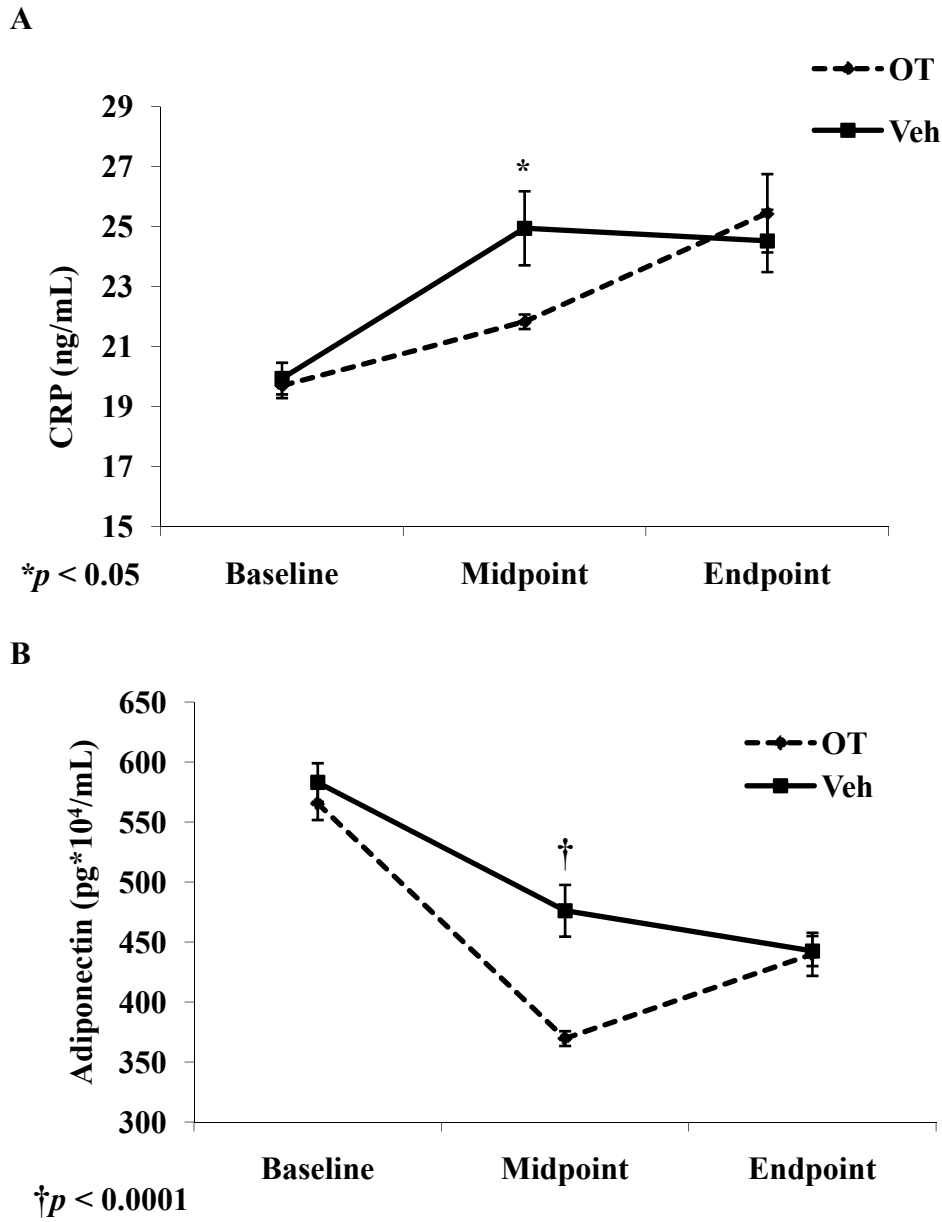 A
OT
Veh
29
27
25
23
21
19
17
15
CRP (ng/mL)
*
Baseline Midpoint Endpoint
*p < 0.05
B
650
600
550
500
450
400
350
300
Adiponectin (pg*10⁴/mL)
OT
Veh
†
Baseline Midpoint Endpoint
†p < 0.0001